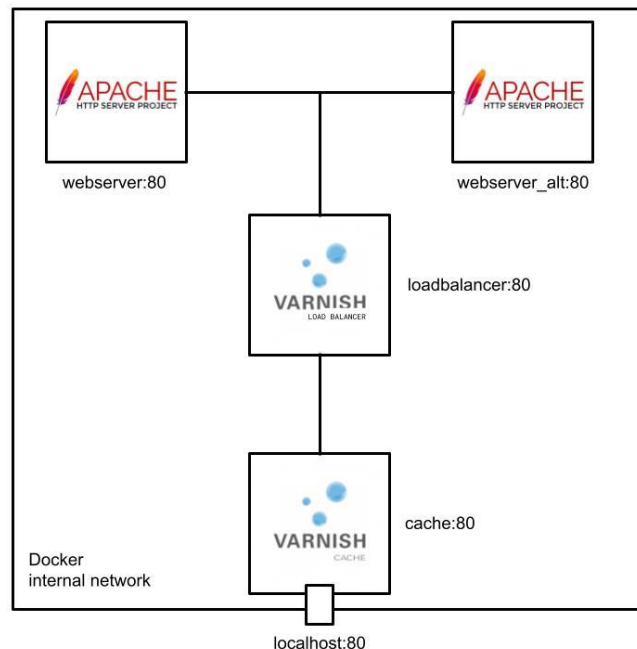 APACHE
HTTP SERVER PROJECT
webserver:80
APACHE
HTTP SERVER PROJECT
webserver_alt:80
VARNISH
LOAD BALANCER
loadbalancer:80
VARNISH
CACHE
cache:80
Docker
internal network
localhost:80